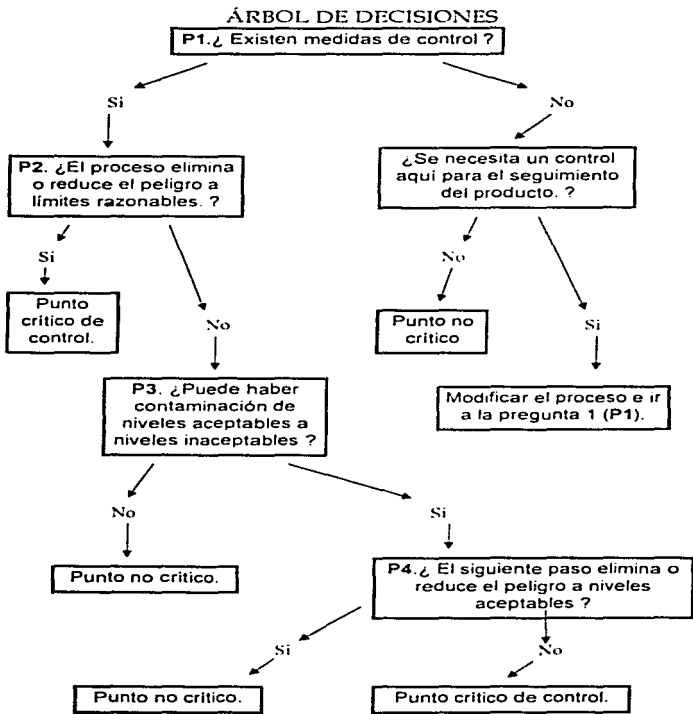 ÁRBOL DE DECISIONES
P1.¿ Existen medidas de control ?
Si
No
P2. ¿El proceso elimina
o reduce el peligro a
límites razonables. ?
¿Se necesita un control
aquí para el seguimiento
del producto. ?
Si
No
No
Si
Punto
crítico de
control.
Punto no
crítico
P3. ¿Puede haber
contaminación de
niveles aceptables a
niveles inaceptables ?
Modificar el proceso e ir
a la pregunta 1 (P1).
No
Si
Punto no crítico.
P4.¿ El siguiente paso elimina o
reduce el peligro a niveles
aceptables ?
Si
No
Punto no crítico.
Punto crítico de control.